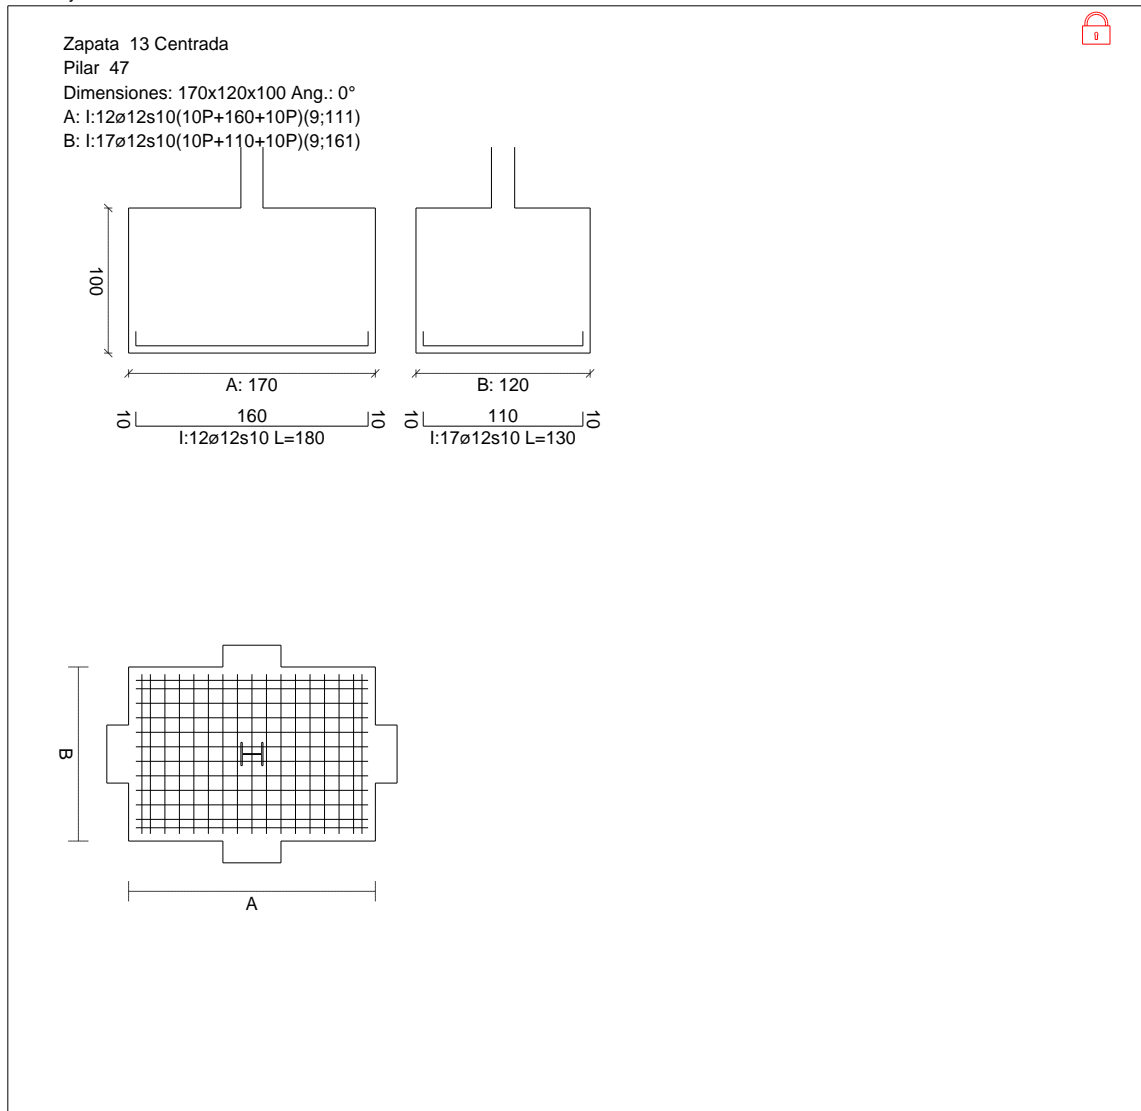 Zapata  13 Centrada
Pilar  47
Dimensiones: 170x120x100 Ang.: 0°
A: I:12ø12s10(10P+160+10P)(9;111)
B: I:17ø12s10(10P+110+10P)(9;161)
100
A: 170
B: 120
10 160 10
I:12ø12s10 L=180
10 110 10
I:17ø12s10 L=130
B
A